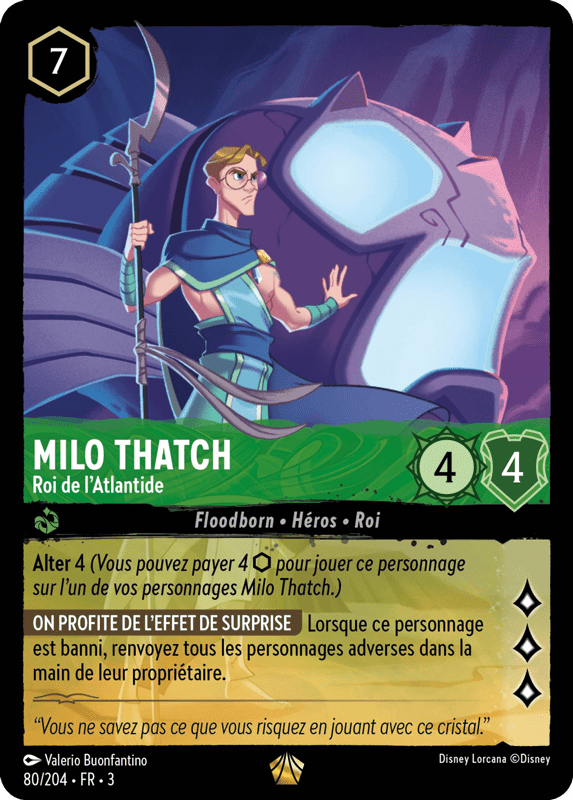 7
MILO THATCH
Roi de l'Atlantide
4
4
Floodborn • Héros • Roi
Alter 4 (Vous pouvez payer 4 pour jouer ce personnage
sur l'un de vos personnages Milo Thatch.)
ON PROFITE DE L'EFFET DE SURPRISE Lorsque ce personnage
est banni, renvoyez tous les personnages adverses dans la
main de leur propriétaire.
“Vous ne savez pas ce que vous risquez en jouant avec ce cristal.”
Valerio Buonfantino
80/204 • FR • 3
Disney Lorcana ©Disney